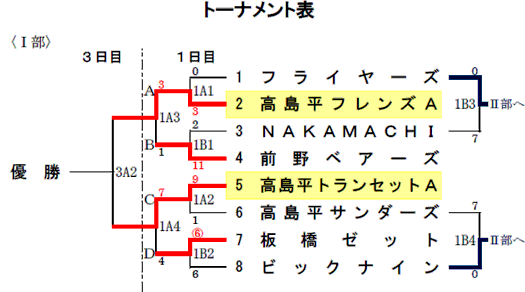 トーナメント表
〈Ⅰ部〉
3日目 1日目
0 1 フライヤーズ 0
A 3 1A1 1B3 Ⅱ部へ
3 2 高島平フレンズA
1A3
2 3 NAKAMACHI 7
B 1 1B1
11 4 前野ベアーズ
優勝 3A2
9 5 高島平トランセットA
C 7 1A2
1 6 高島平サンダーズ 7
1A4
⑥ 7 板橋ゼット 1B4 Ⅱ部へ
D 4 1B2
6 8 ビックナイン 0